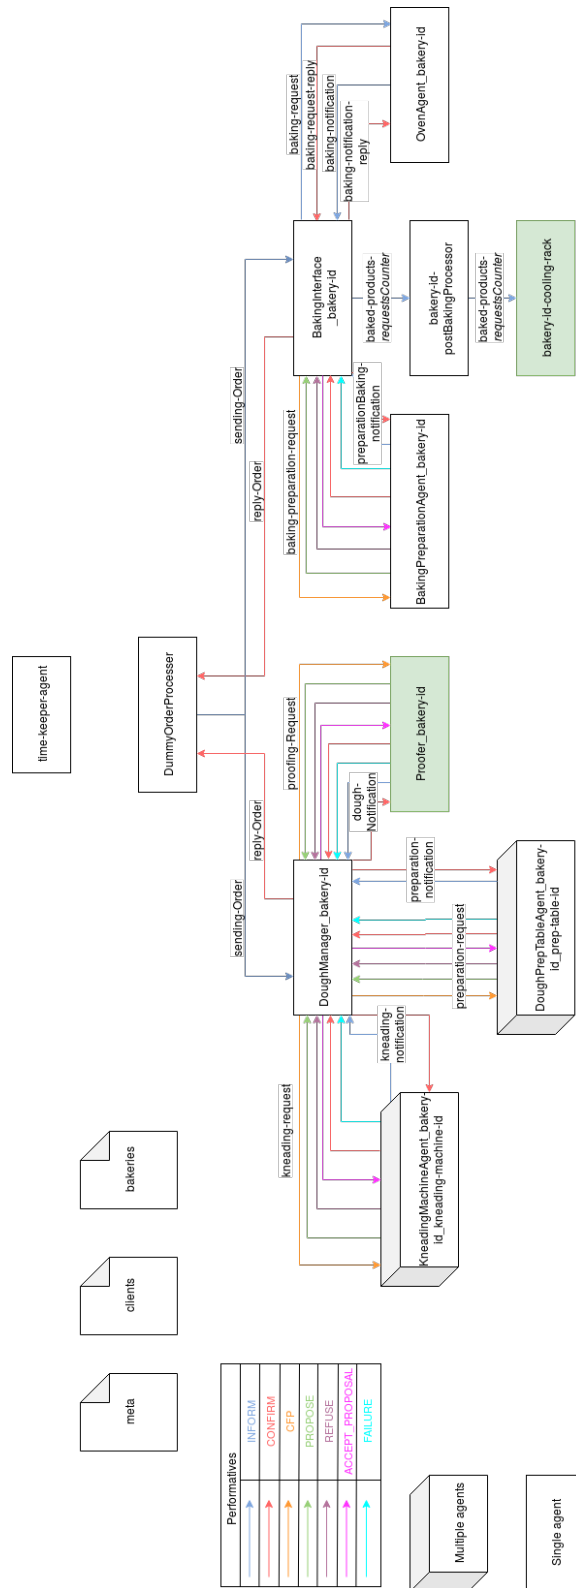 time-keeper-agent
DummyOrderProcesser
bakeries
clients
meta
sending-Order
reply-Order
reply-Order
sending-Order
kneading-request
DoughManager_bakery-id
proofing-Request
baking-preparation-request
BakingInterface
_bakery-id
baking-request
baking-request-reply
baking-notification
baking-notification-
reply
kneading-
notification
dough-
Notification
preparationBaking-
notification
baked-products-
requestsCounter
KneadingMachineAgent_bakery-
id_kneading-machine-id
preparation-request
preparation-
notification
Proofer_bakery-id
BakingPreparationAgent_bakery-id
bakery-id-
postBakingProcessor
OvenAgent_bakery-id
baked-products-
requestsCounter
DoughPrepTableAgent_bakery-
id_prep-table-id
bakery-id-cooling-rack
Performatives
INFORM
CONFIRM
CFP
PROPOSE
REFUSE
ACCEPT_PROPOSAL
FAILURE
Multiple agents
Single agent